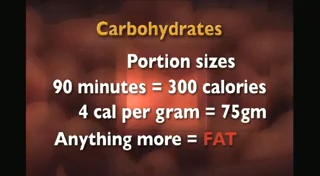 Carbohydrates
Portion sizes
90 minutes = 300 calories
4 cal per gram = 75gm
Anything more = FAT